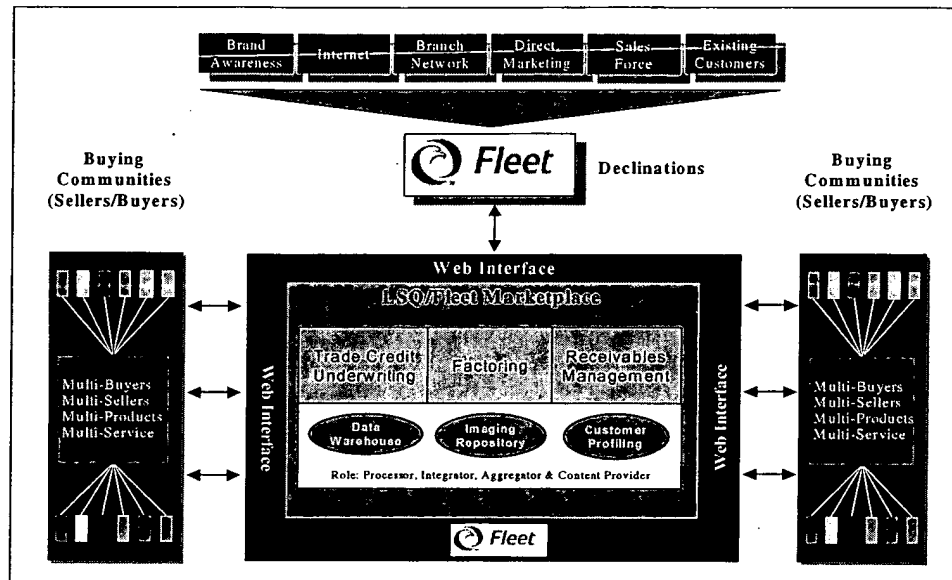 Brand
Awareness
Internet
Branch
Network
Direct
Marketing
Sales
Force
Existing
Customers
Fleet
Declinations
Buying
Communities
(Sellers/Buyers)
Buying
Communities
(Sellers/Buyers)
Web Interface
LSQ/Fleet Marketplace
Trade Credit
Underwriting
Factoring
Receivables
Management
Multi-Buyers
Multi-Sellers
Multi-Products
Multi-Service
Web Interface
Web Interface
Multi-Buyers
Multi-Sellers
Multi-Products
Multi-Service
Data
Warehouse
Imaging
Repository
Customer
Profiling
Role: Processor, Integrator, Aggregator & Content Provider
Fleet